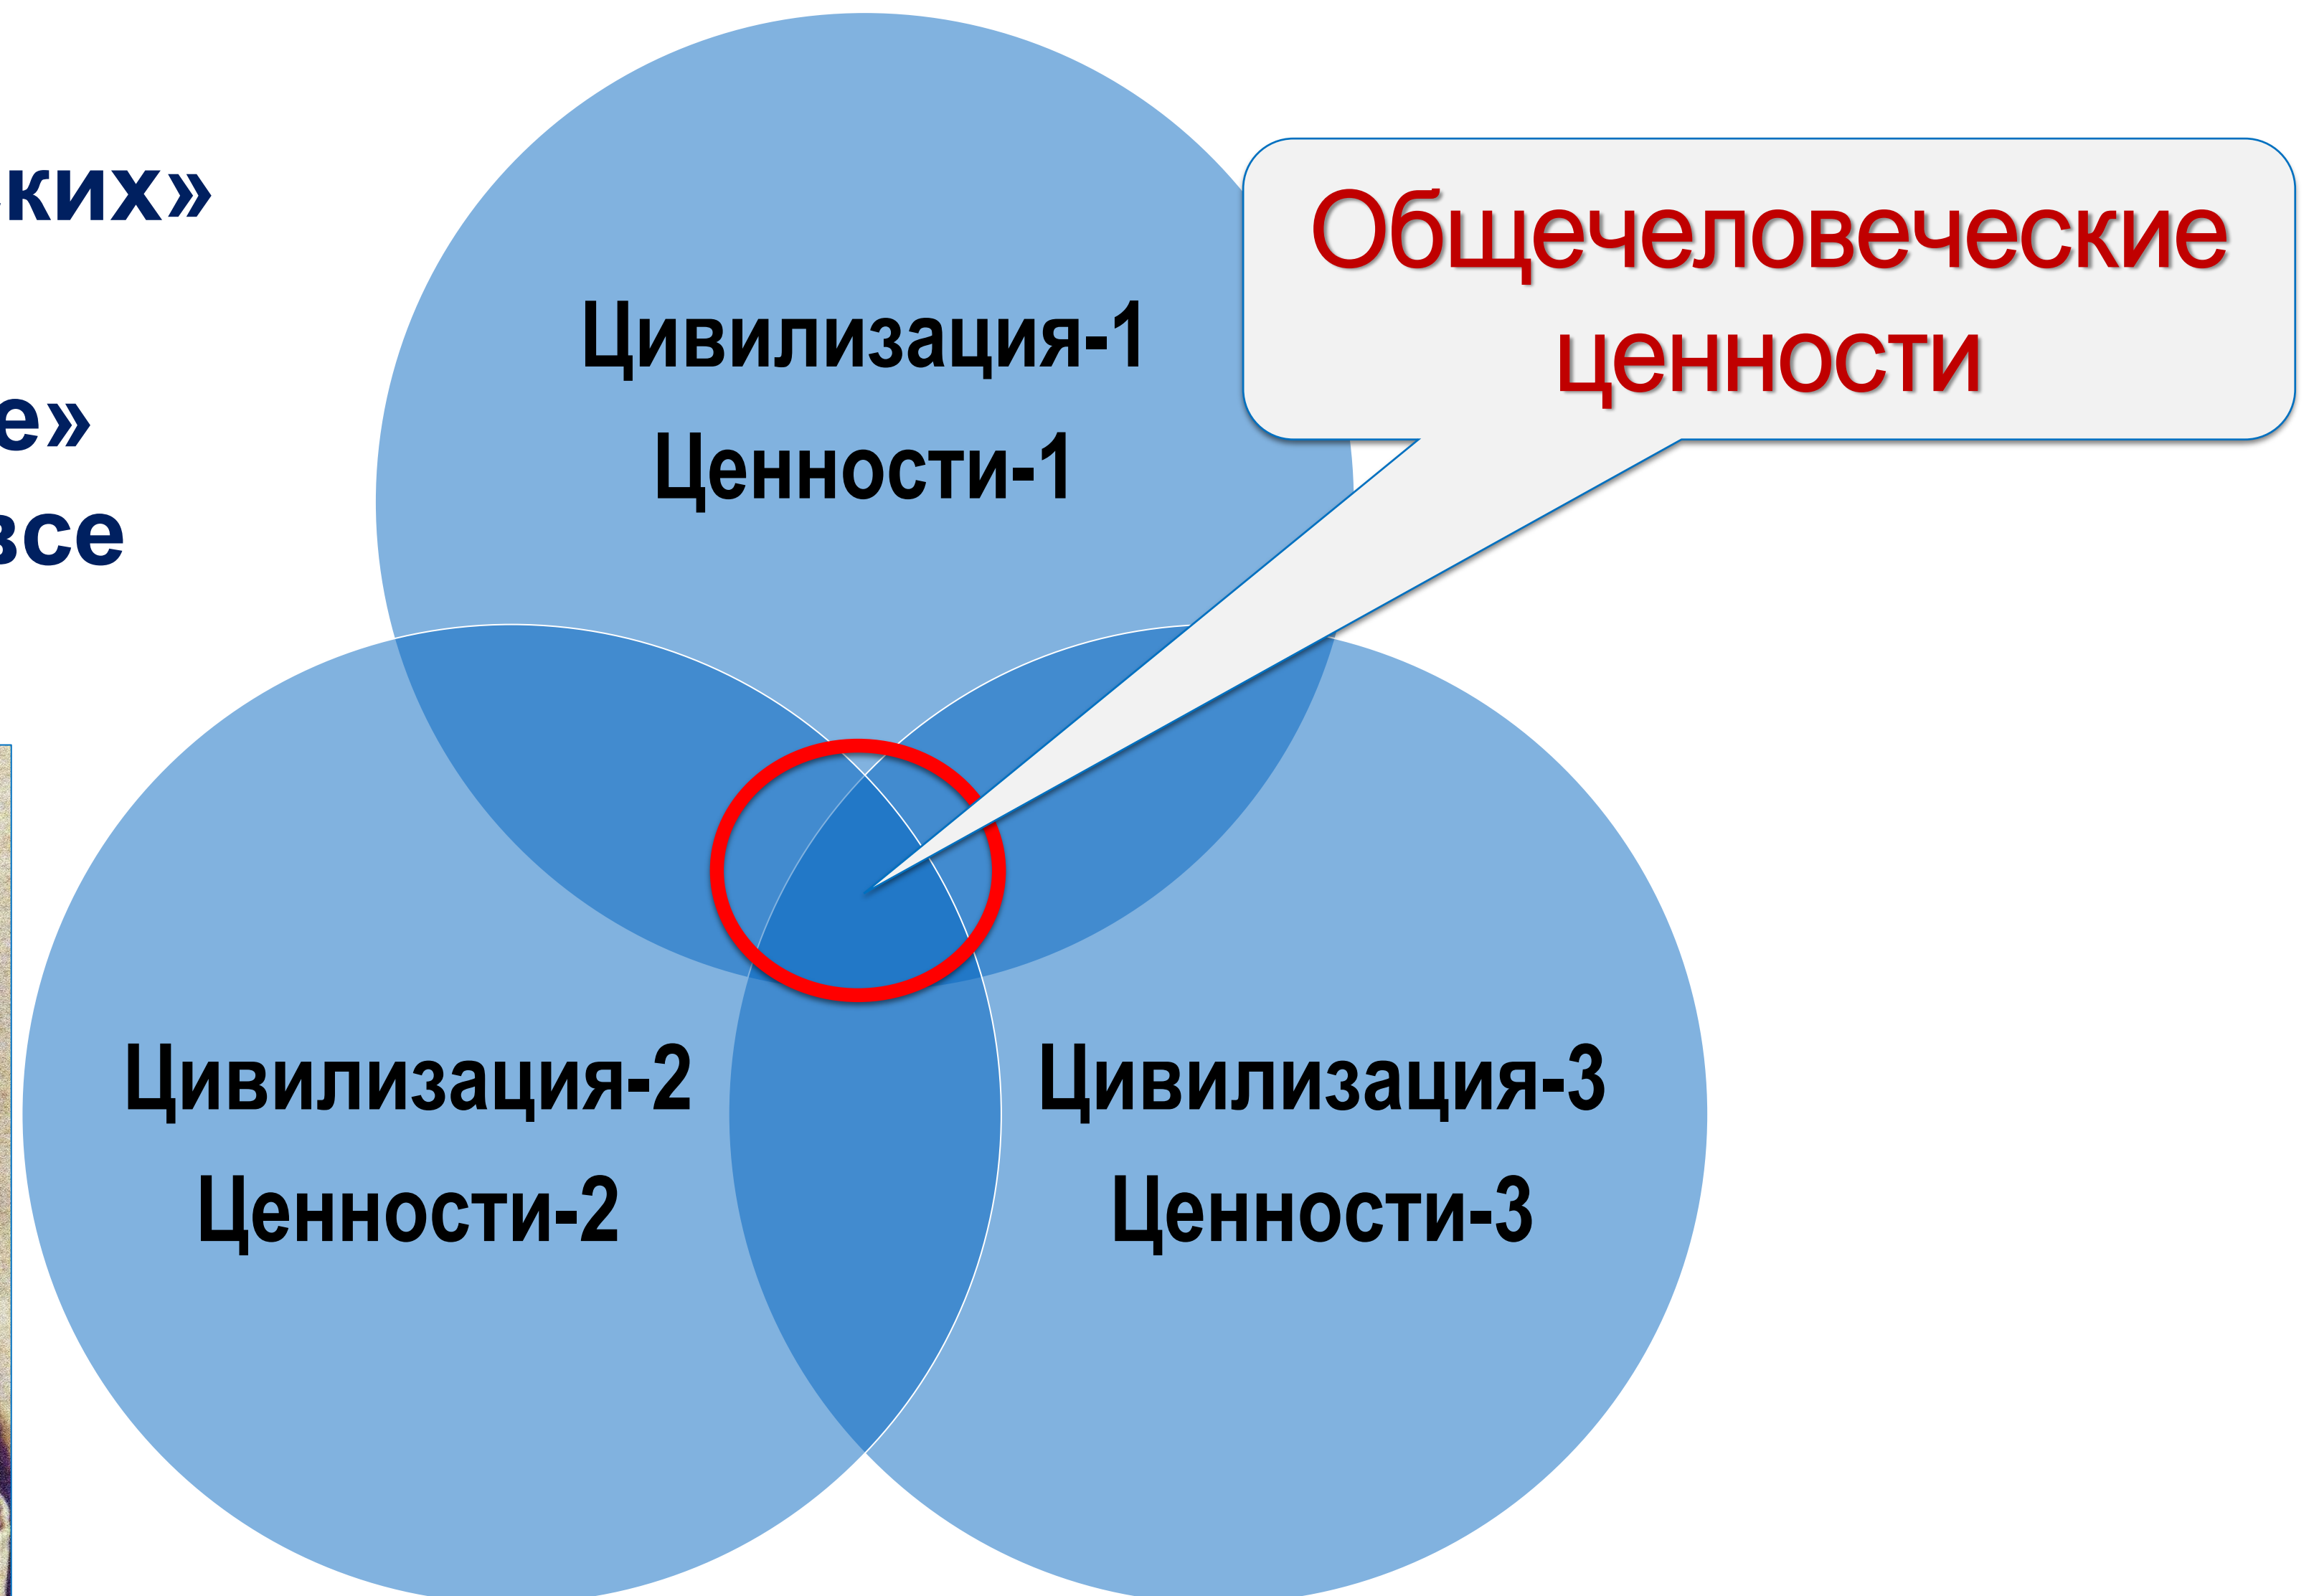 ких»
е»
все
Общечеловеческие
ценности
Цивилизация-1
Ценности-1
Цивилизация-2
Ценности-2
Цивилизация-3
Ценности-3